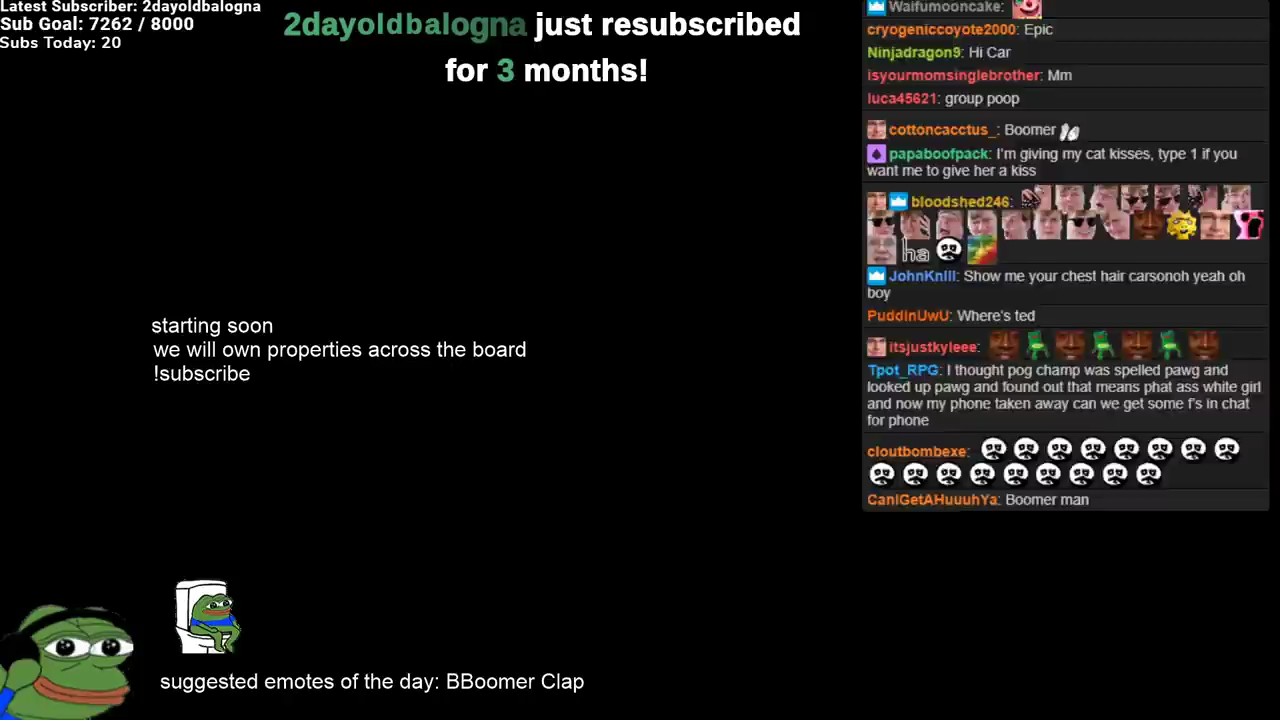 Latest Subscriber: 2dayoldbalogna
Sub Goal: 7262 / 8000
Subs Today: 20
2dayoldbalogna just resubscribed
for 3 months!
starting soon
we will own properties across the board
!subscribe
suggested emotes of the day: BBoomer Clap
Waifumooncake:
cryogeniccoyote2000: Epic
Ninjadragon9: Hi Car
isyourmomsinglebrother: Mm
luca45621: group poop
cottoncacctus_: Boomer
papaboofpack: I'm giving my cat kisses, type 1 if you
want me to give her a kiss
bloodshed246:
ha
JohnKnlll: Show me your chest hair carsonoh yeah oh
boy
PuddinUwU: Where's ted
itsjustkyleee:
Tpot_RPG: I thought pog champ was spelled pawg and
looked up pawg and found out that means phat ass white girl
and now my phone taken away can we get some f's in chat
for phone
cloutbombexe:
CanIGetAHuuuhYa: Boomer man